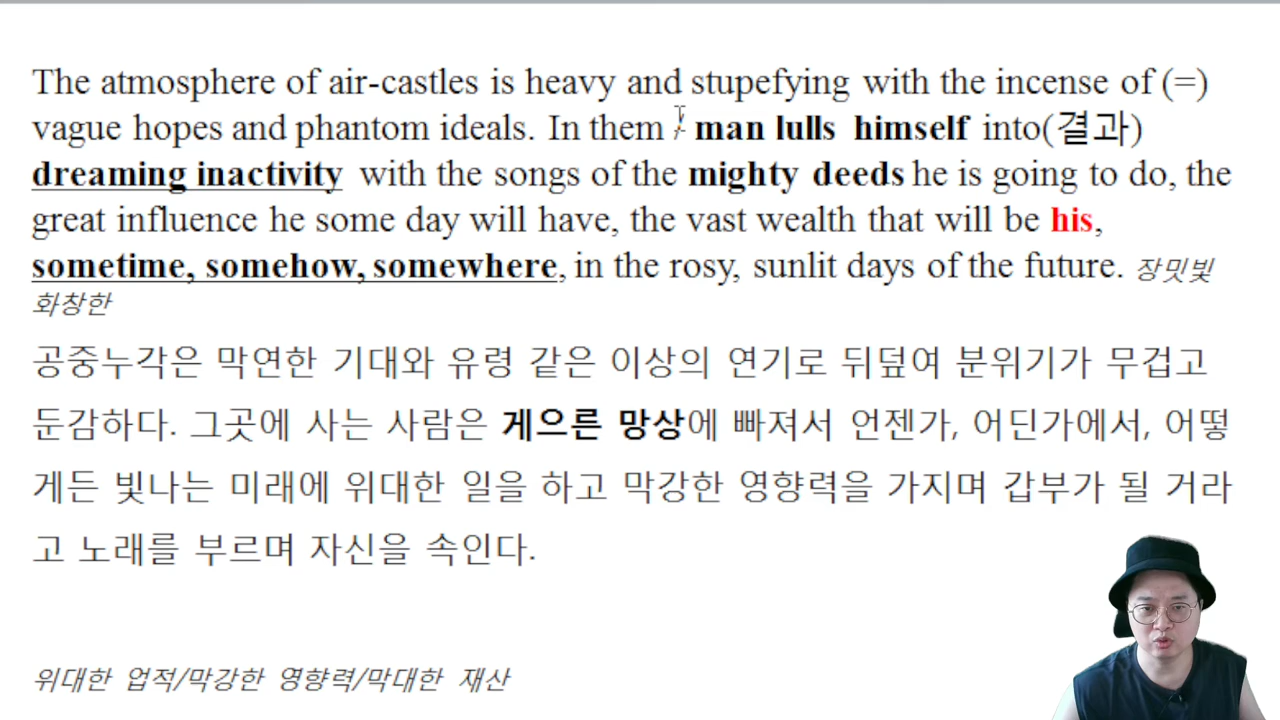 The atmosphere of air-castles is heavy and stupefying with the incense of (=)
vague hopes and phantom ideals. In them / man lulls himself into(결과)
dreaming inactivity with the songs of the mighty deeds he is going to do, the
great influence he some day will have, the vast wealth that will be his,
sometime, somehow, somewhere, in the rosy, sunlit days of the future. 장밋빛
화창한
공중누각은 막연한 기대와 유령 같은 이상의 연기로 뒤덮여 분위기가 무겁고
둔감하다. 그곳에 사는 사람은 게으른 망상에 빠져서 언젠가, 어딘가에서, 어떻
게든 빛나는 미래에 위대한 일을 하고 막강한 영향력을 가지며 갑부가 될 거라
고 노래를 부르며 자신을 속인다.
위대한 업적/막강한 영향력/막대한 재산